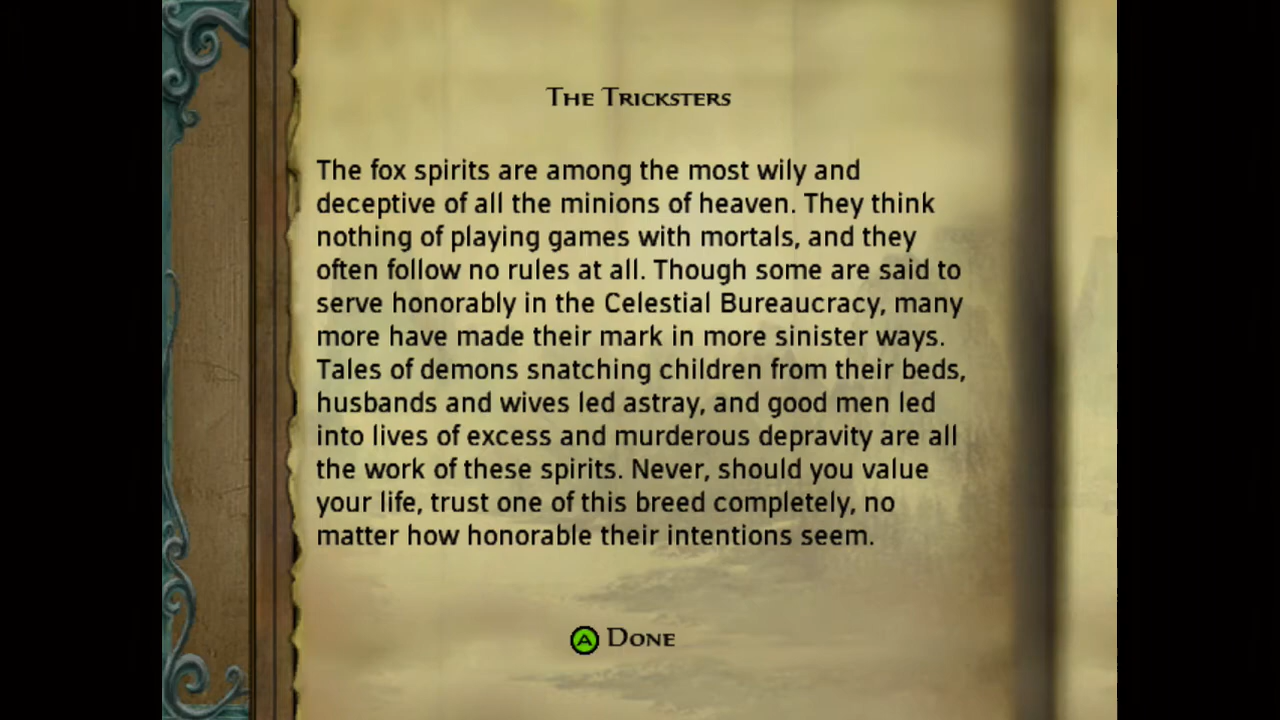 The Tricksters
The fox spirits are among the most wily and
deceptive of all the minions of heaven. They think
nothing of playing games with mortals, and they
often follow no rules at all. Though some are said to
serve honorably in the Celestial Bureaucracy, many
more have made their mark in more sinister ways.
Tales of demons snatching children from their beds,
husbands and wives led astray, and good men led
into lives of excess and murderous depravity are all
the work of these spirits. Never, should you value
your life, trust one of this breed completely, no
matter how honorable their intentions seem.
A Done